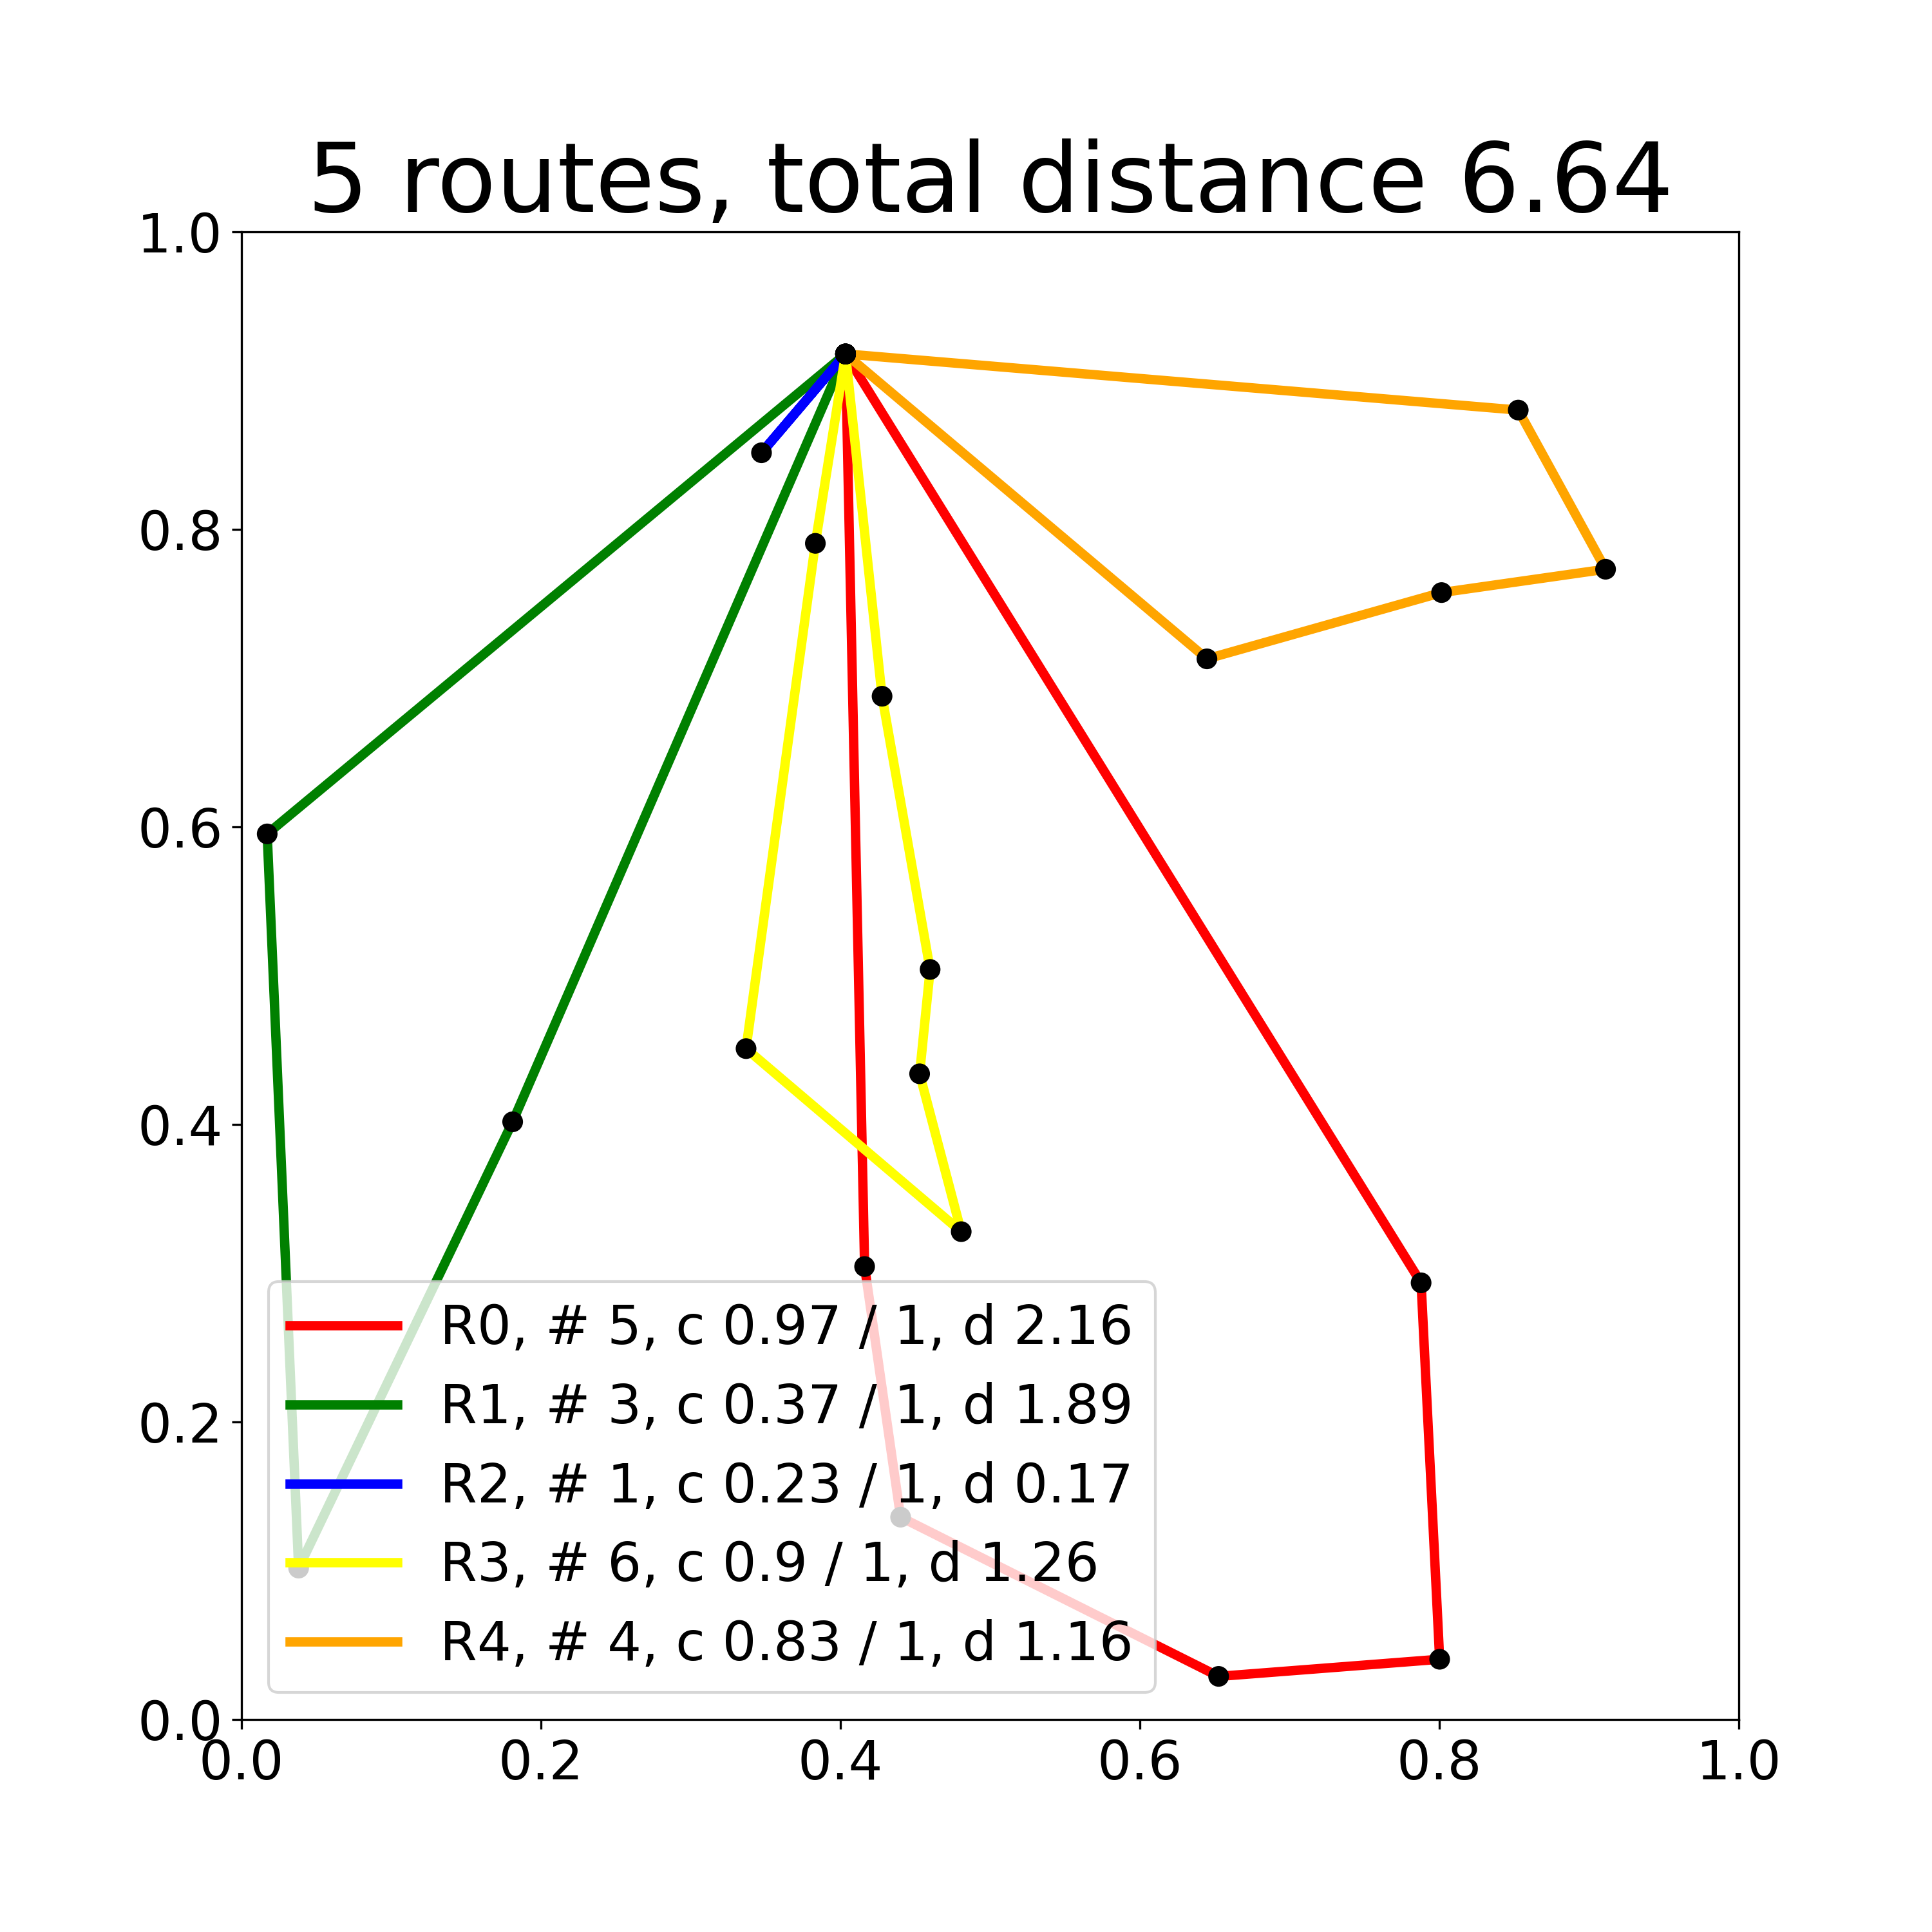 5 routes, total distance 6.64
1.0
0.8
0.6
0.4
0.2
0.0
R0, # 5, c 0.97 / 1, d 2.16
R1, # 3, c 0.37 / 1, d 1.89
R2, # 1, c 0.23 / 1, d 0.17
R3, # 6, c 0.9 / 1, d 1.26
R4, # 4, c 0.83 / 1, d 1.16
0.0 0.2 0.4 0.6 0.8 1.0